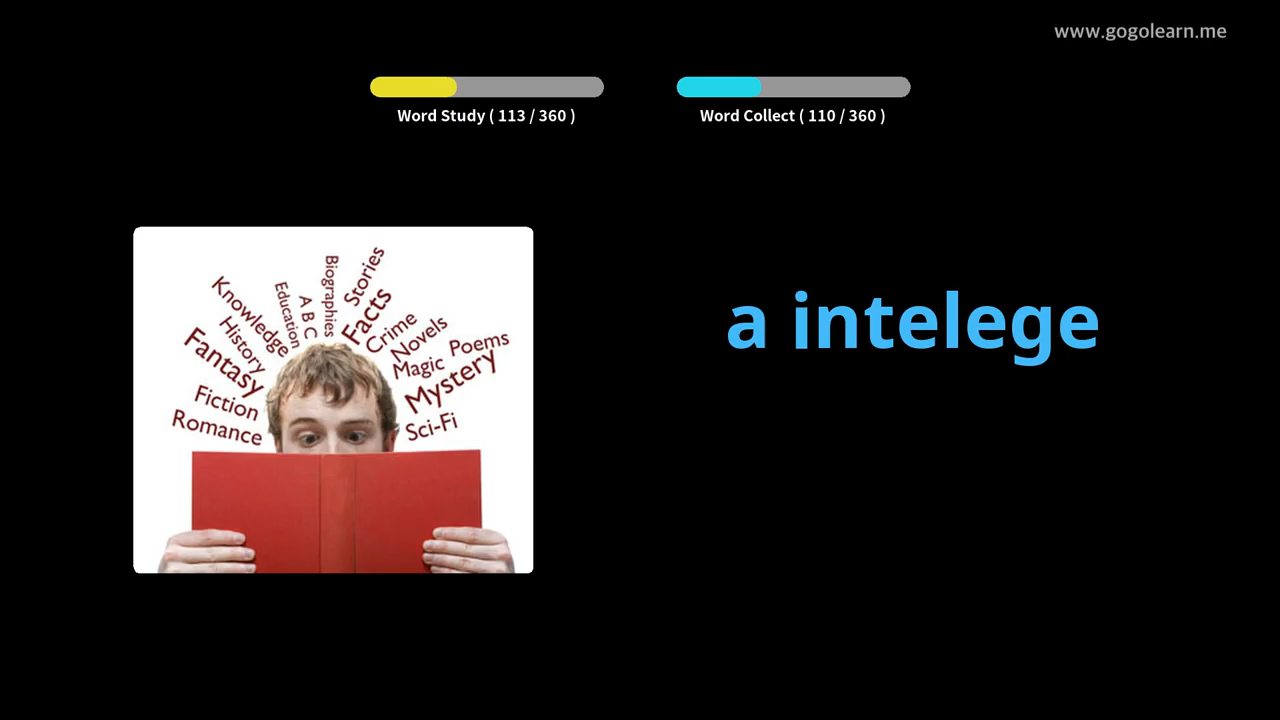 www.gogolearn.me
Word Study ( 113 / 360 )
Word Collect ( 110 / 360 )
a intelege
Knowledge
History
Fantasy
Fiction
Romance
Education
A B C
Biographies
Stories
Facts
Crime
Novels
Magic
Poems
Mystery
Sci-Fi